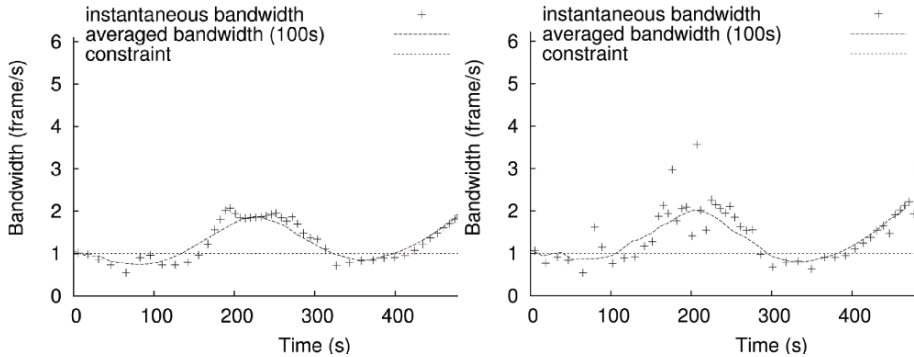 instantaneous bandwidth
averaged bandwidth (100s)
constraint
Bandwidth (frame/s)
6
5
4
3
2
1
0
0 100 200 300 400
Time (s)
instantaneous bandwidth
averaged bandwidth (100s)
constraint
Bandwidth (frame/s)
6
5
4
3
2
1
0
0 100 200 300 400
Time (s)